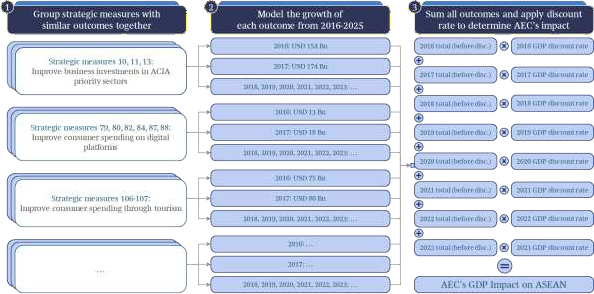 1
Group strategic measures with
similar outcomes together
2
Model the growth of
each outcome from 2016-2025
3
Sum all outcomes and apply discount
rate to determine AEC's impact
Strategic measures 10, 11, 13:
Improve business investments in ACIA
priority sectors
2016: USD 154 Bn
2017: USD 174 Bn
2018, 2019, 2020, 2021, 2022, 2023: ...
Strategic measures 79, 80, 82, 84, 87, 88:
Improve consumer spending on digital
platforms
2016: USD 13 Bn
2017: USD 18 Bn
2018, 2019, 2020, 2021, 2022, 2023: ...
Strategic measures 106-107:
Improve consumer spending through tourism
2016: USD 75 Bn
2017: USD 80 Bn
2018, 2019, 2020, 2021, 2022, 2023: ...
...
2016: ...
2017: ...
2018, 2019, 2020, 2021, 2022, 2023: ...
2016 total (before disc.) × 2016 GDP discount rate
+
2017 total (before disc.) × 2017 GDP discount rate
+
2018 total (before disc.) × 2018 GDP discount rate
+
2019 total (before disc.) × 2019 GDP discount rate
+
2020 total (before disc.) × 2020 GDP discount rate
+
2021 total (before disc.) × 2021 GDP discount rate
+
2022 total (before disc.) × 2022 GDP discount rate
+
2023 total (before disc.) × 2023 GDP discount rate
=
AEC's GDP Impact on ASEAN